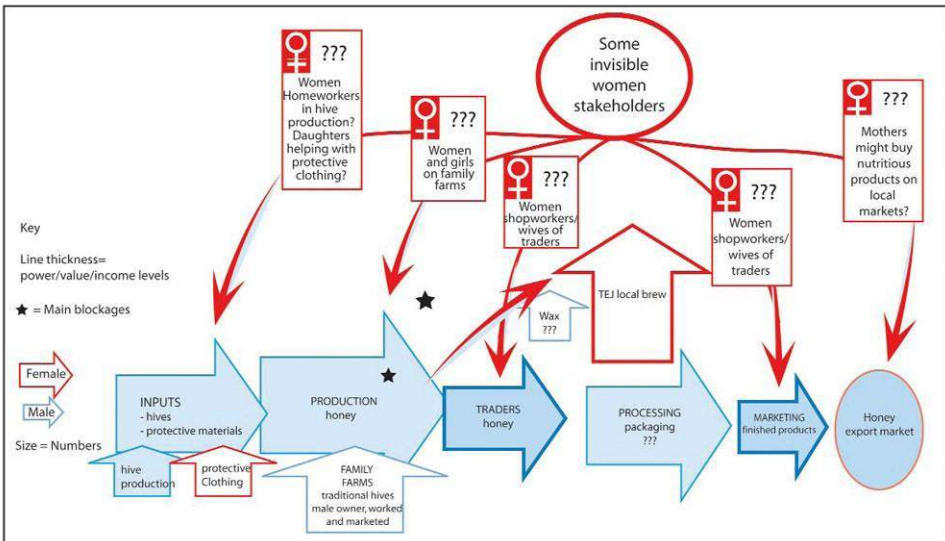 Some
invisible
women
stakeholders
???
Women
Homeworkers
in hive
production?
Daughters
helping with
protective
clothing?
???
Women
and girls
on family
farms
???
Women
shopworkers/
wives of
traders
???
Women
shopworkers/
wives of
traders
???
Mothers
might buy
nutritious
products on
local
markets?
Key
Line thickness=
power/value/income levels
= Main blockages
Female
Male
Size = Numbers
INPUTS
- hives
- protective materials
hive
production
protective
Clothing
PRODUCTION
honey
FAMILY
FARMS
traditional hives
male owner, worked
and marketed
TRADERS
honey
Wax
???
TEJ local brew
PROCESSING
packaging
???
MARKETING
finished products
Honey
export market